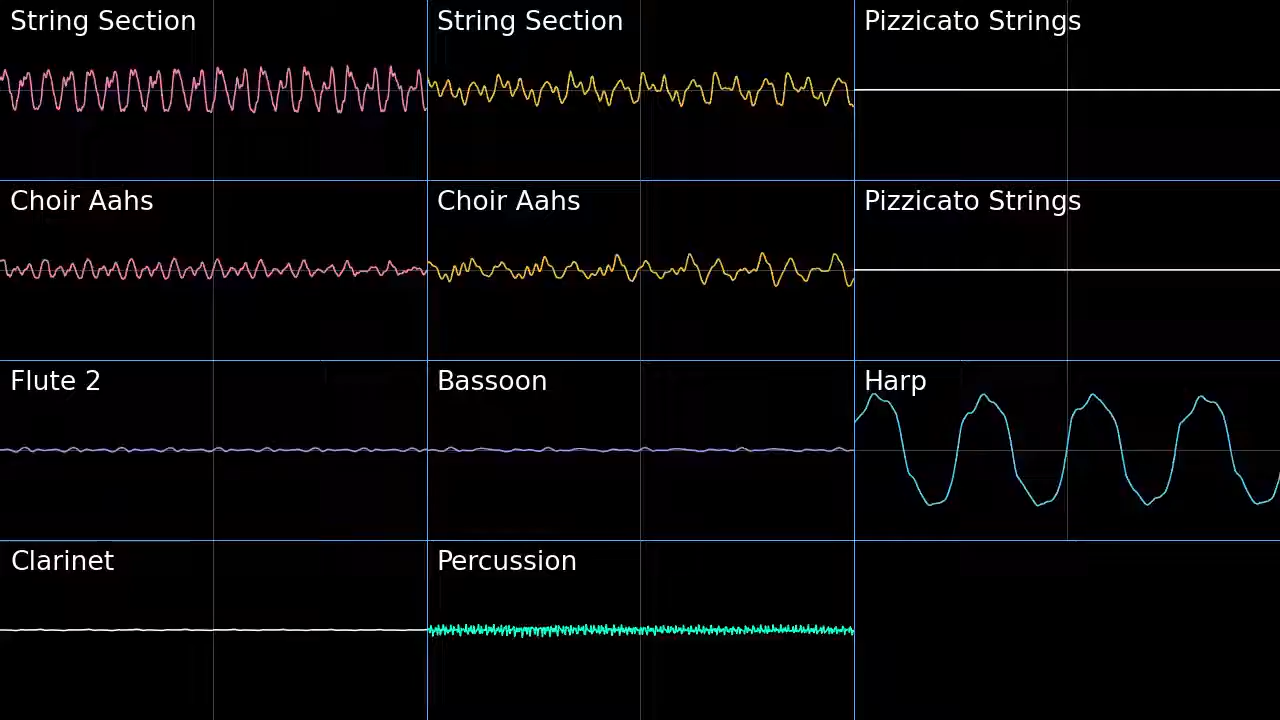 String Section
String Section
Pizzicato Strings
Choir Aahs
Choir Aahs
Pizzicato Strings
Flute 2
Bassoon
Harp
Clarinet
Percussion